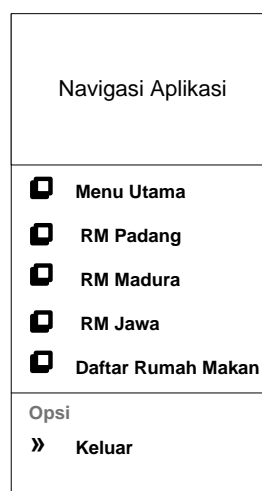 Navigasi Aplikasi
Menu Utama
RM Padang
RM Madura
RM Jawa
Daftar Rumah Makan
Opsi
» Keluar